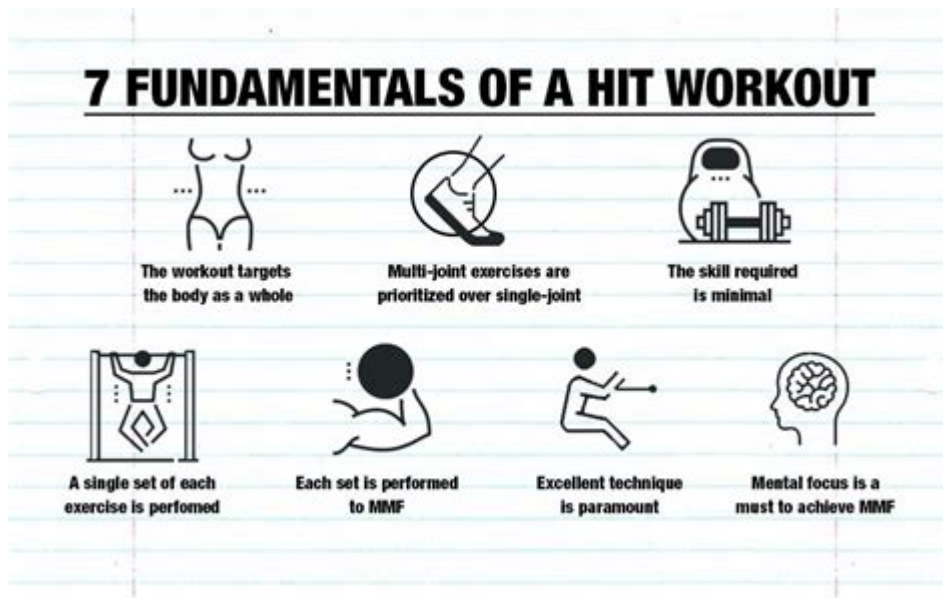 7 FUNDAMENTALS OF A HIT WORKOUT
The workout targets
the body as a whole
Multi-joint exercises are
prioritized over single-joint
The skill required
is minimal
A single set of each
exercise is perfomed
Each set is performed
to MMF
Excellent technique
is paramount
Mental focus is a
must to achieve MMF